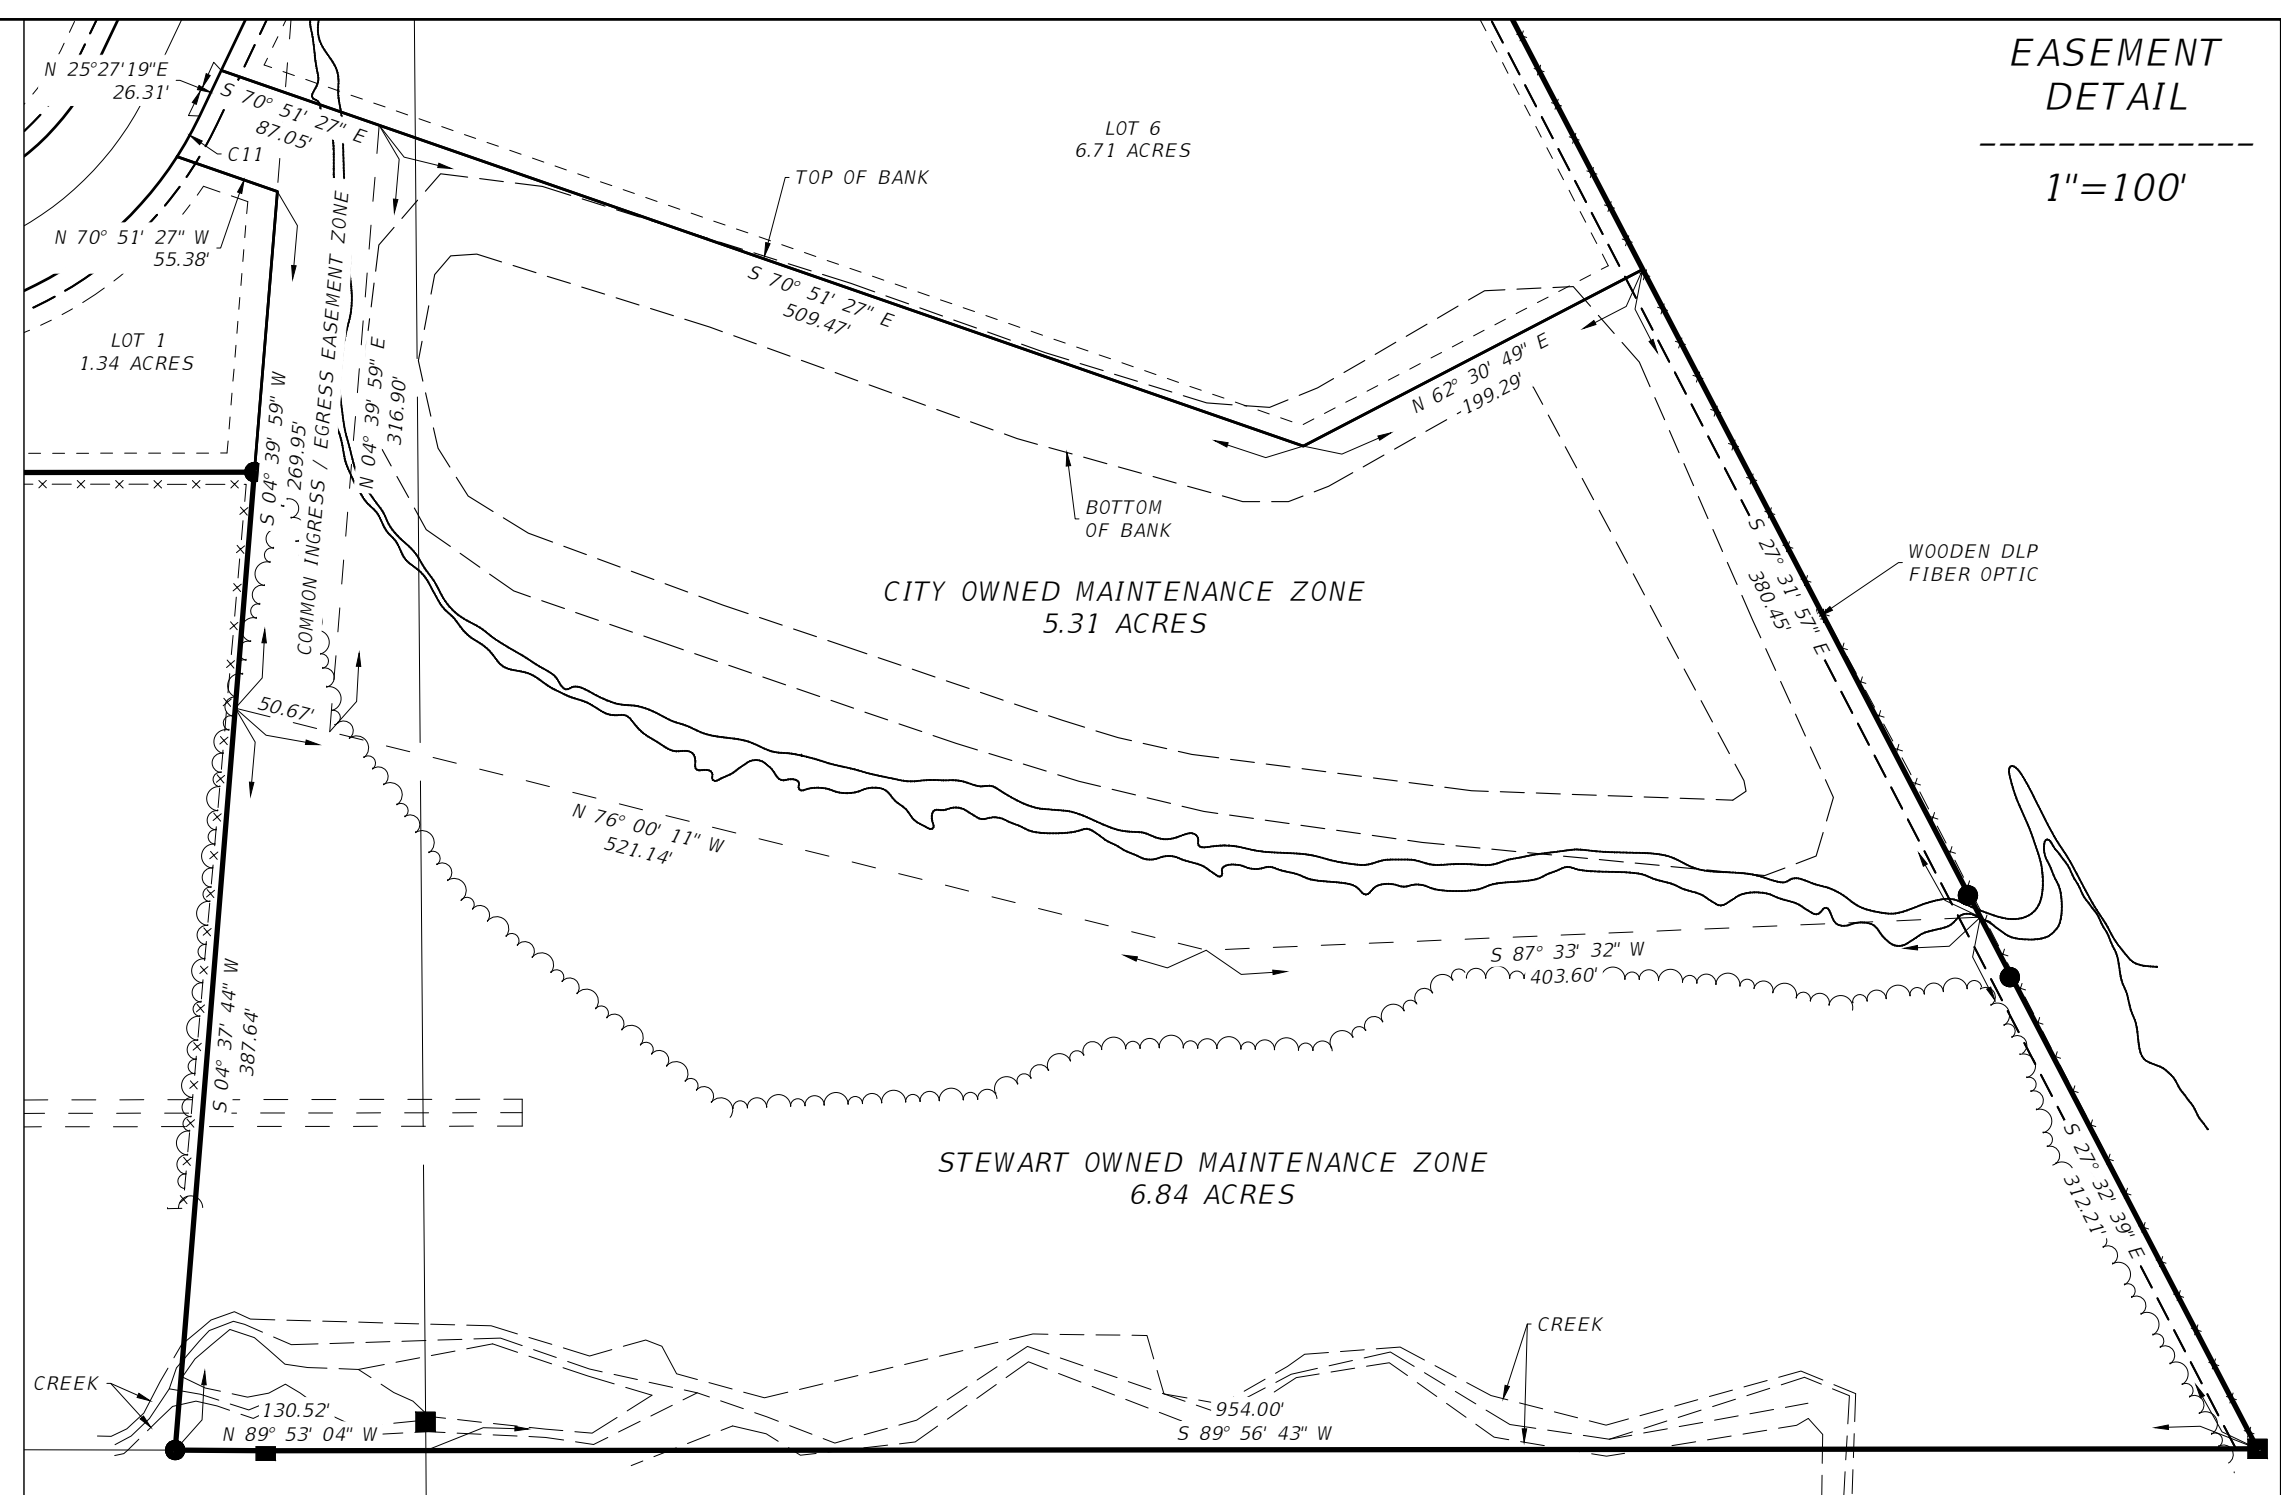 EASEMENT
DETAIL
1"=100'
N 25°27'19"E
26.31'
S 70° 51' 27" E
87.05'
C11
LOT 6
6.71 ACRES
TOP OF BANK
N 70° 51' 27" W
55.38'
COMMON INGRESS / EGRESS EASEMENT ZONE
S 70° 51' 27" E
509.47'
LOT 1
1.34 ACRES
S 04° 39' 59" W
269.95'
N 04° 39' 59" E
316.90'
N 62° 30' 49" E
199.29'
BOTTOM
OF BANK
S 27° 31' 57" E
380.45'
WOODEN DLP
FIBER OPTIC
CITY OWNED MAINTENANCE ZONE
5.31 ACRES
50.67'
N 76° 00' 11" W
521.14'
S 87° 33' 32" W
403.60'
S 04° 37' 44" W
387.64'
STEWART OWNED MAINTENANCE ZONE
6.84 ACRES
S 27° 32' 39" E
312.21'
CREEK
CREEK
130.52'
N 89° 53' 04" W
954.00'
S 89° 56' 43" W